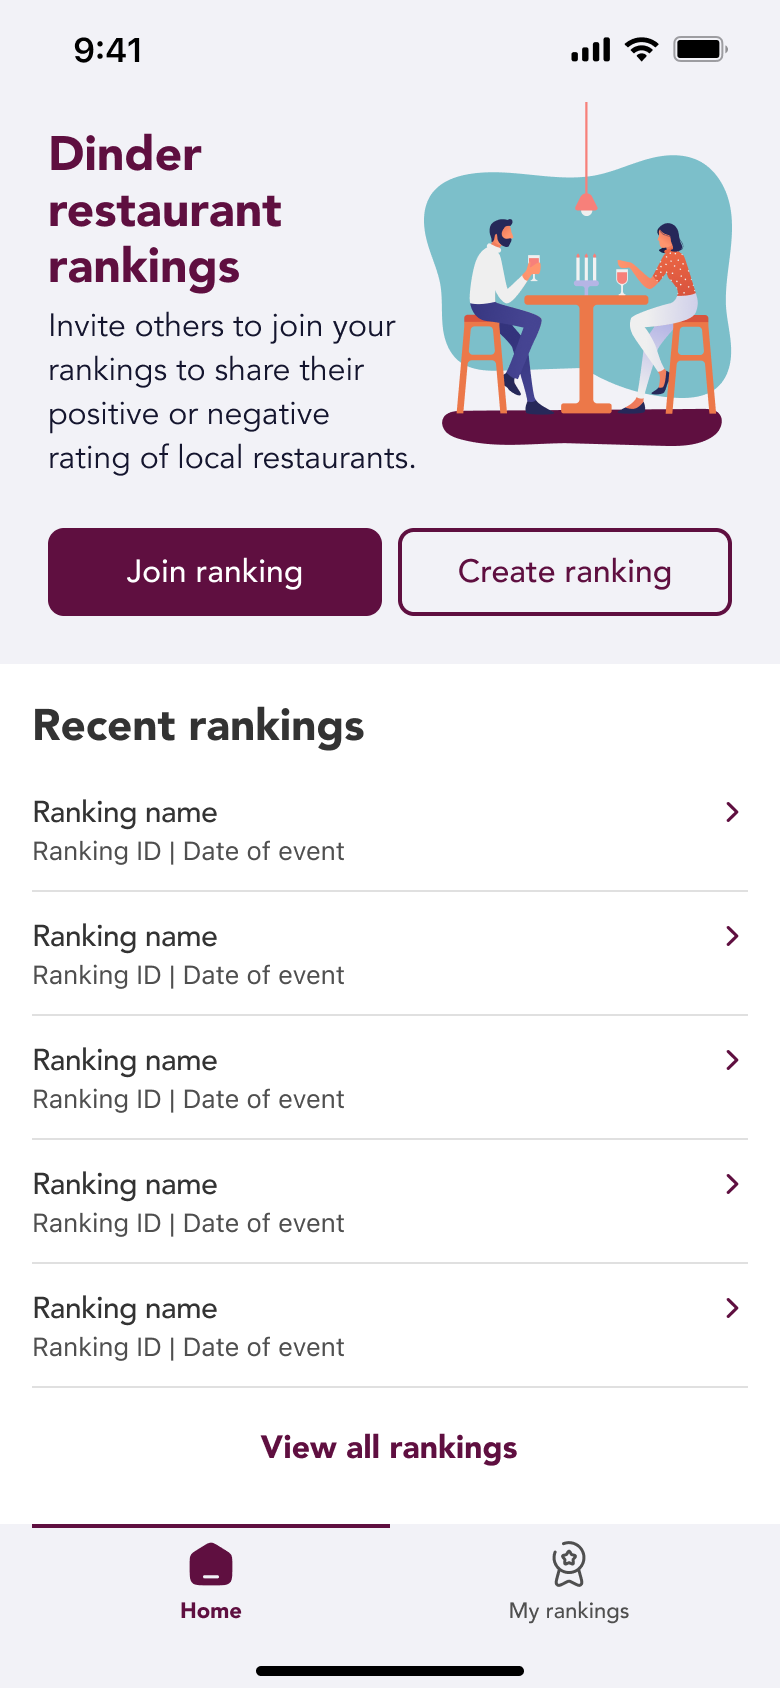 9:41
Dinder
restaurant
rankings
Invite others to join your
rankings to share their
positive or negative
rating of local restaurants.
Join ranking
Create ranking
Recent rankings
Ranking name
Ranking ID | Date of event
Ranking name
Ranking ID | Date of event
Ranking name
Ranking ID | Date of event
Ranking name
Ranking ID | Date of event
Ranking name
Ranking ID | Date of event
View all rankings
Home
My rankings